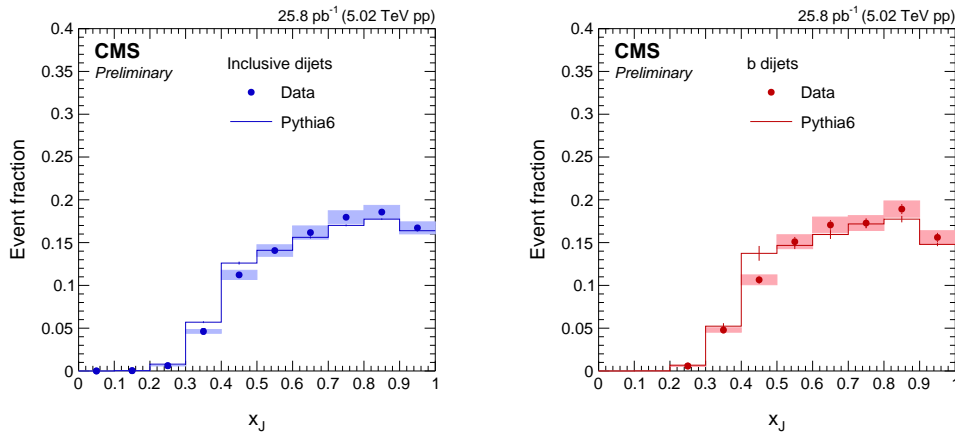 25.8 pb⁻¹ (5.02 TeV pp)
CMS
Preliminary
Inclusive dijets
Data
Pythia6
Event fraction
0.4
0.35
0.3
0.25
0.2
0.15
0.1
0.05
0
0 0.1 0.2 0.3 0.4 0.5 0.6 0.7 0.8 0.9 1
x_J
25.8 pb⁻¹ (5.02 TeV pp)
CMS
Preliminary
b dijets
Data
Pythia6
Event fraction
0.4
0.35
0.3
0.25
0.2
0.15
0.1
0.05
0
0 0.1 0.2 0.3 0.4 0.5 0.6 0.7 0.8 0.9 1
x_J